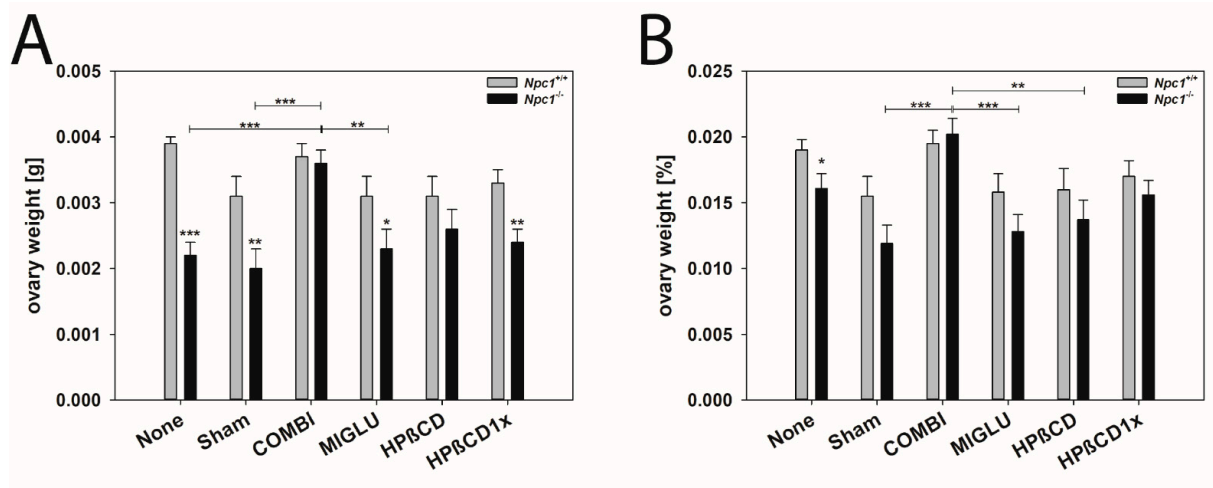 A
0.005
0.004
0.003
0.002
0.001
0.000
ovary weight [g]
Npc1+/+
Npc1-/-
***
***
**
***
**
*
**
None
Sham
COMBI
MIGLU
HPßCD
HPßCD1x
B
0.025
0.020
0.015
0.010
0.005
0.000
ovary weight [%]
Npc1+/+
Npc1-/-
**
***
***
*
None
Sham
COMBI
MIGLU
HPßCD
HPßCD1x